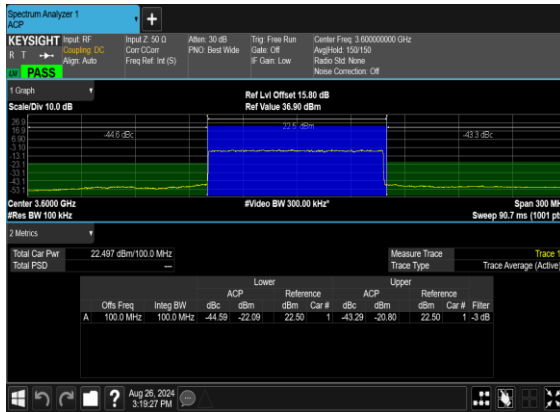 Spectrum Analyzer 1
ACP
+
KEYSIGHT Input: RF Input Z: 50 Ω Atten: 30 dB Trig: Free Run Center Freq: 3.600000000 GHz
R T Coupling: DC Corr CCorr PNO: Best Wide Gate: Off Avg|Hold: 150/150
Align: Auto Freq Ref: Int (S) IF Gain: Low Radio Std: None
PASS Noise Correction: Off
1 Graph
Scale/Div 10.0 dB Ref Lvl Offset 15.80 dB
Ref Value 36.90 dBm
26.9
16.9
6.90
-3.10
-13.1
-23.1
-33.1
-43.1
-53.1
-44.6 dBc 22.5 dBm -43.3 dBc
Center 3.6000 GHz #Video BW 300.00 kHz* Span 300 MH
#Res BW 100 kHz Sweep 90.7 ms (1001 pt
2 Metrics
Total Car Pwr 22.497 dBm/100.0 MHz Measure Trace Trace 1
Total PSD --- Trace Type Trace Average (Active)
Lower Upper
ACP Reference ACP Reference
Offs Freq Integ BW dBc dBm dBm Car # dBc dBm dBm Car # Filter
A 100.0 MHz 100.0 MHz -44.59 -22.09 22.50 1 -43.29 -20.80 22.50 1 -3 dB
? Aug 26, 2024
3:19:27 PM